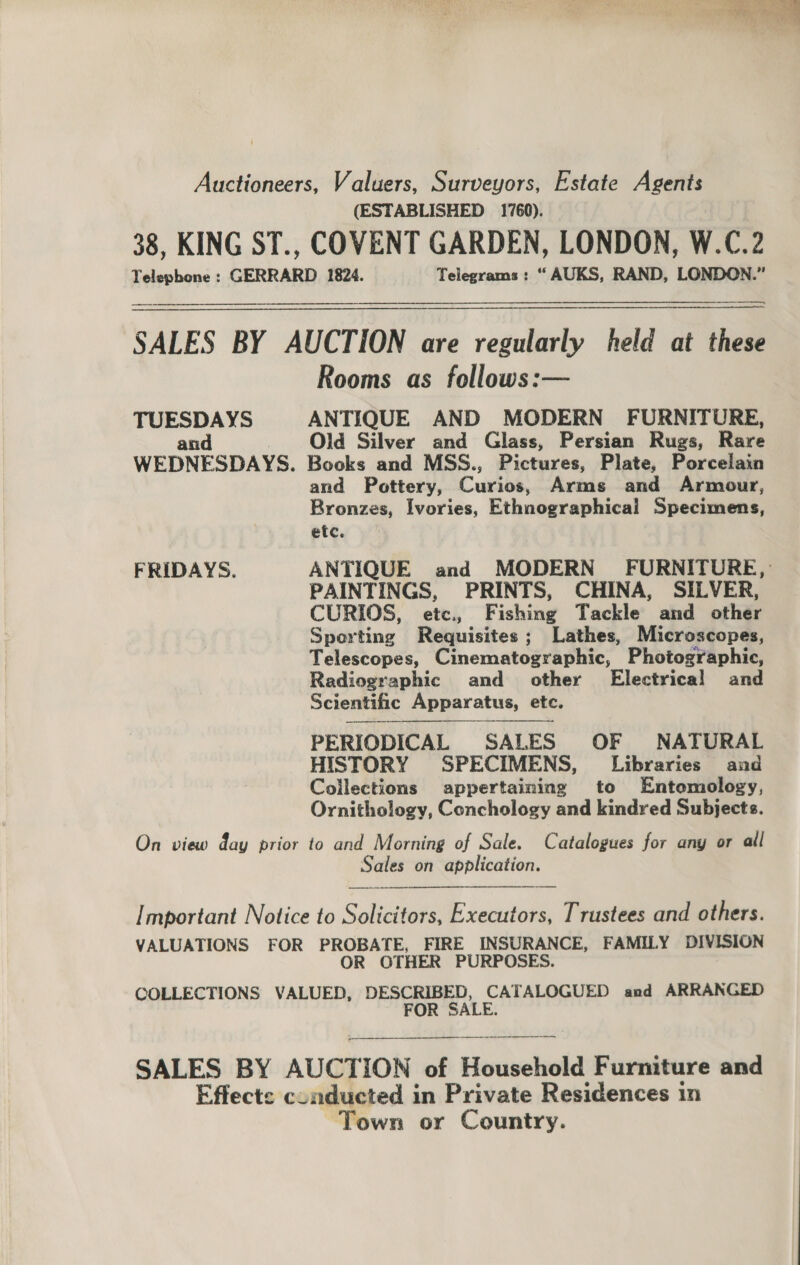 Auctioneers, Valuers, Surveyors, Estate Agents
(ESTABLISHED 1760).
38, KING ST., COVENT GARDEN, LONDON, W.C.2
Telephone : GERRARD 1824. Telegrams : “AUKS, RAND, LONDON.”
SALES BY AUCTION are regularly held at these
Rooms as follows:—
TUESDAYS ANTIQUE AND MODERN FURNITURE,
and Old Silver and Glass, Persian Rugs, Rare
WEDNESDAYS. Books and MSS., Pictures, Plate, Porcelain
and Pottery, Curios, Arms and Armour,
Bronzes, Ivories, Ethnographical Specimens,
etc.
FRIDAYS. ANTIQUE and MODERN FURNITURE,
PAINTINGS, PRINTS, CHINA, SILVER,
CURIOS, etc., Fishing Tackle and other
Sporting Requisites ; Lathes, Microscopes,
Telescopes, Cinematographic, Photographic,
Radiographic and other Electrical and
Scientific Apparatus, etc.
PERIODICAL SALES OF NATURAL
HISTORY SPECIMENS, Libraries and
Collections appertaining to Entomology,
Ornithology, Conchology and kindred Subjects.
On view day prior to and Morning of Sale. Catalogues for any or all
Sales on application.
Important Notice to Solicitors, Executors, Trustees and others.
VALUATIONS FOR PROBATE, FIRE INSURANCE, FAMILY DIVISION
OR OTHER PURPOSES.
COLLECTIONS VALUED, DESCRIBED, CATALOGUED and ARRANGED
FOR SALE.
SALES BY AUCTION of Household Furniture and
Effects conducted in Private Residences in
Town or Country.